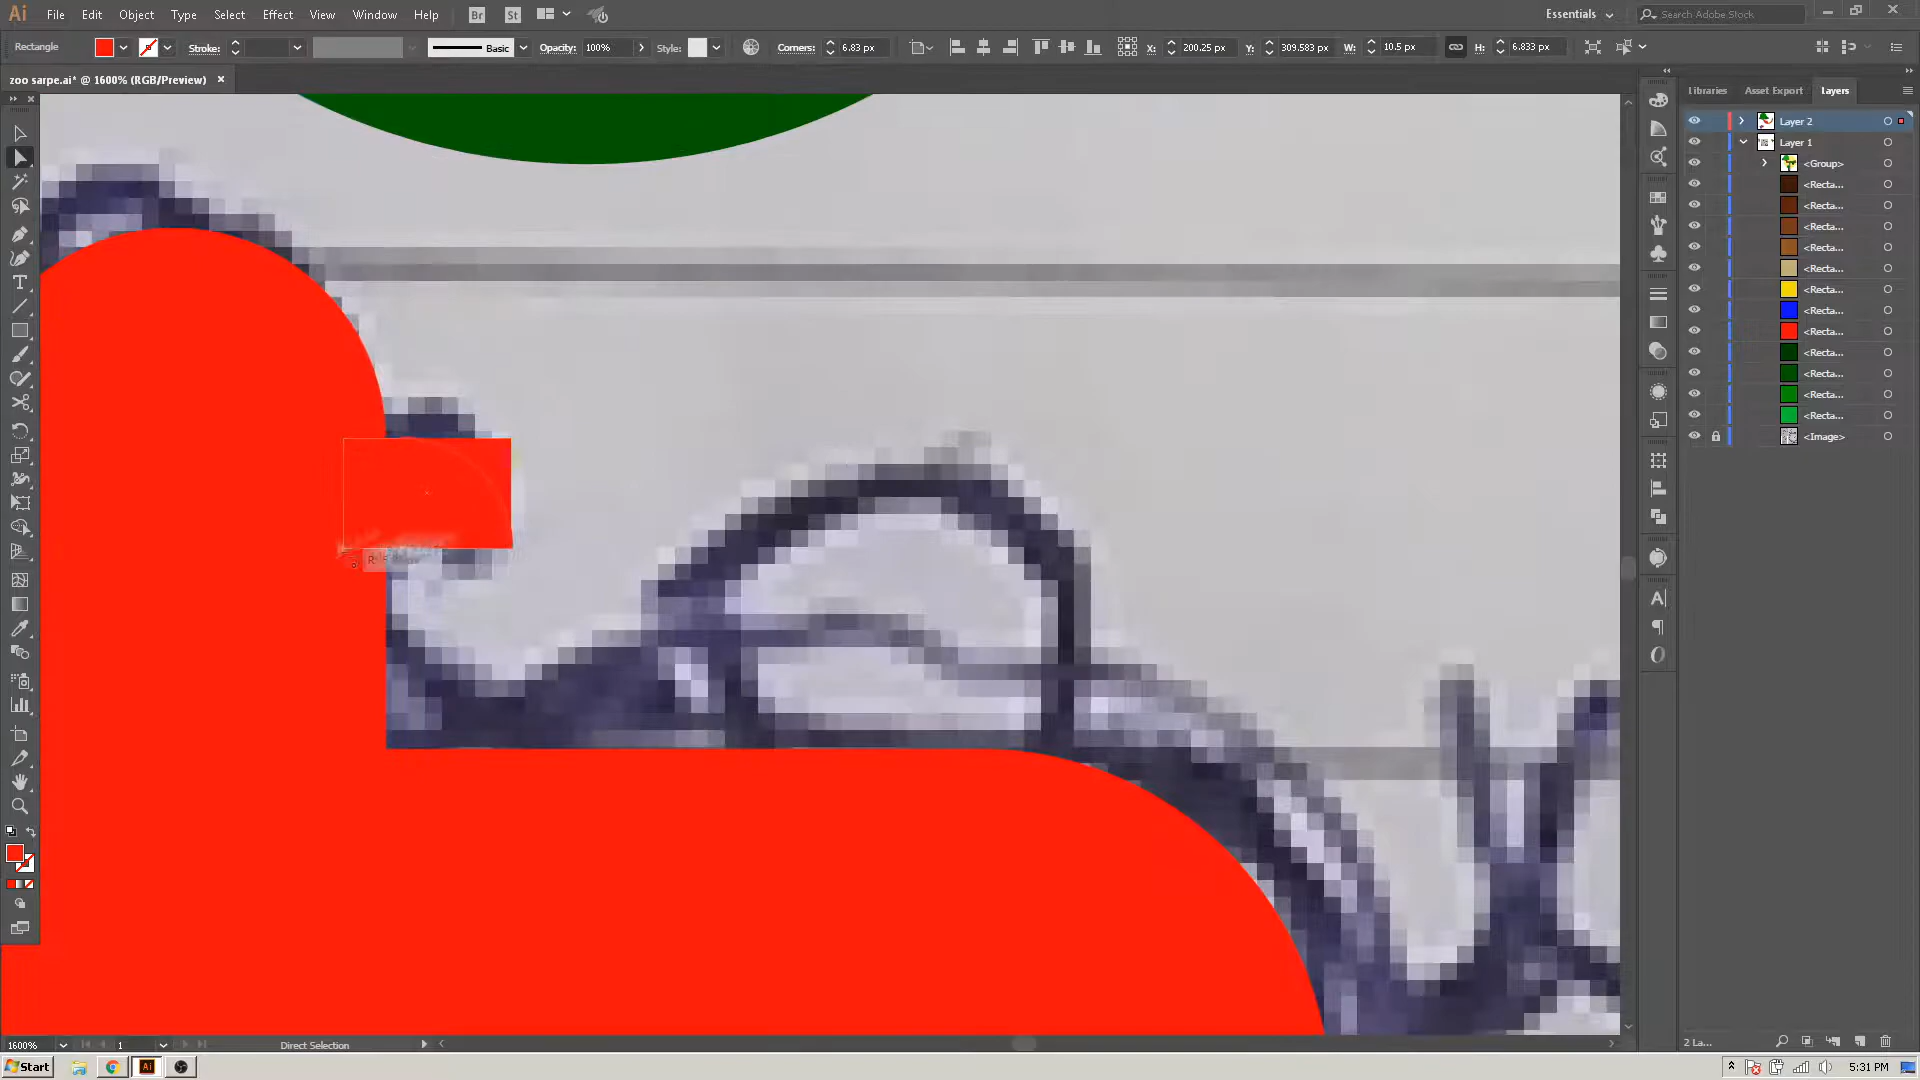 Ai File Edit Object Type Select Effect View Window Help Br St Essentials Search Adobe Stock
Rectangle Stroke: Basic Opacity: 100% Style: Corners: 6.83 px X: 200.25 px Y: 309.583 px W: 10.5 px H: 6.833 px
zoo sarpe.ai* @ 1600% (RGB/Preview)
Libraries Asset Export Layers
Layer 2
Layer 1
<Group>
<Recta...
<Recta...
<Recta...
<Recta...
<Recta...
<Recta...
<Recta...
<Recta...
<Recta...
<Recta...
<Recta...
<Recta...
<Image>
1600% 1 Direct Selection 2 La...
Start Ai 5:31 PM